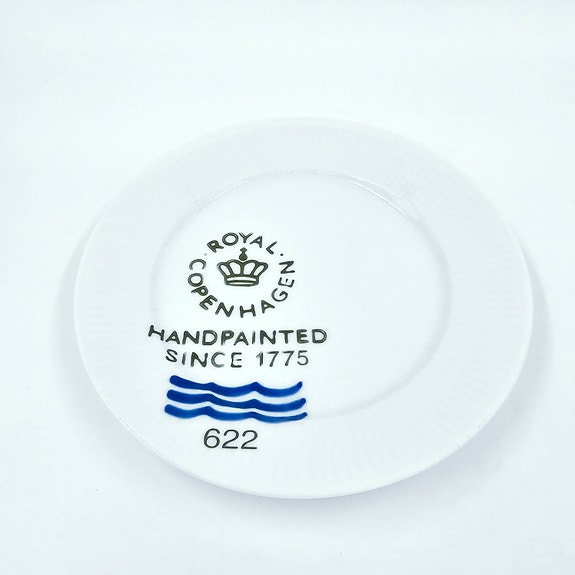 · ROYAL ·
COPENHAGEN
HANDPAINTED
SINCE 1775
622